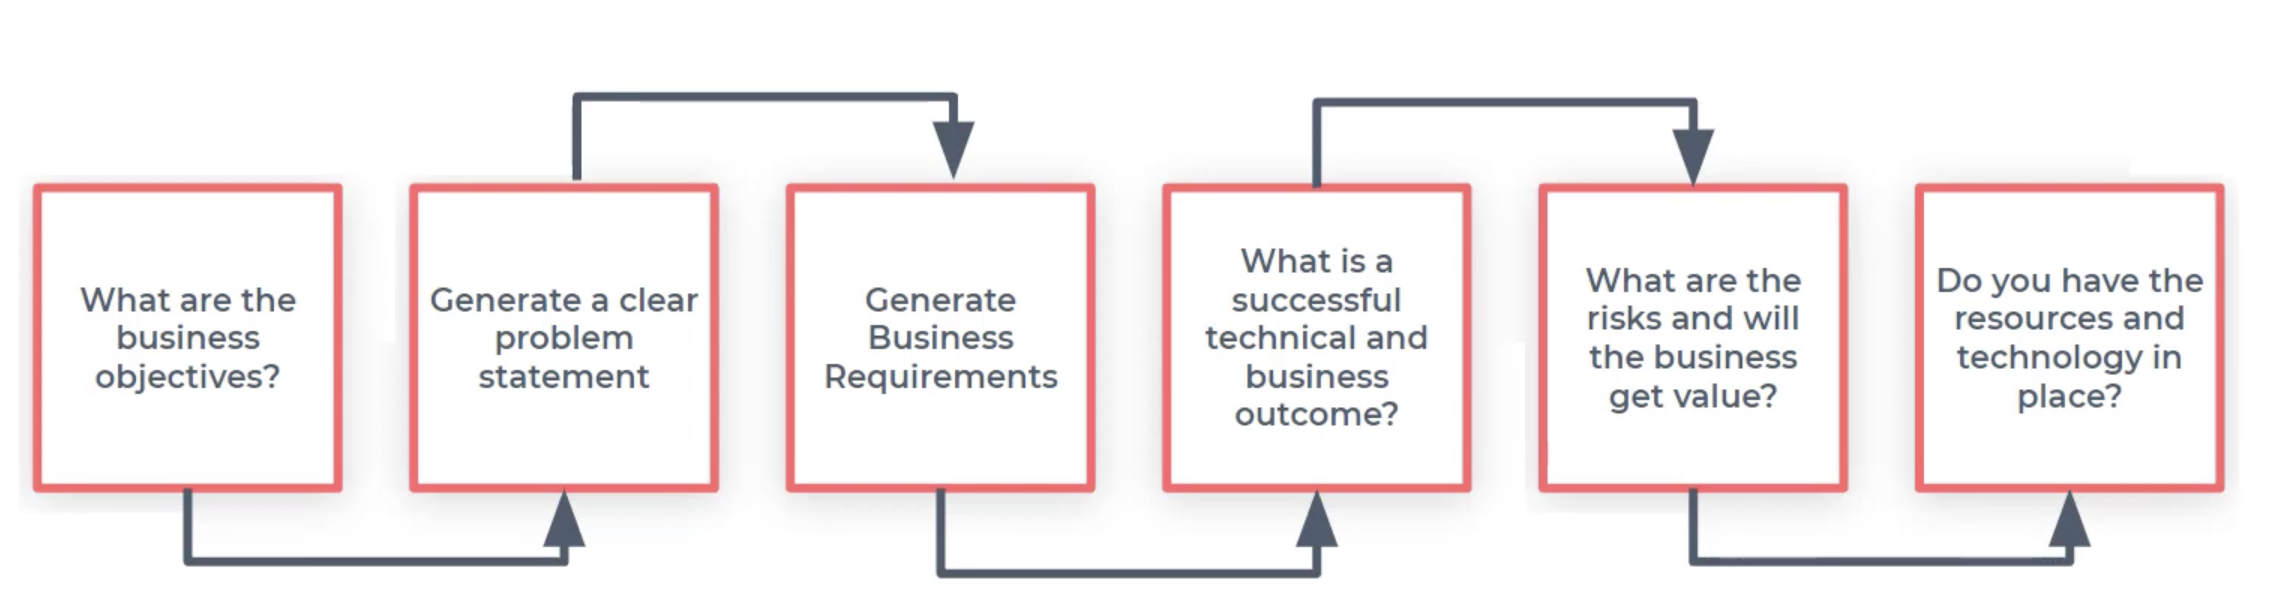 What are the
business
objectives?
Generate a clear
problem
statement
Generate
Business
Requirements
What is a
successful
technical and
business
outcome?
What are the
risks and will
the business
get value?
Do you have the
resources and
technology in
place?